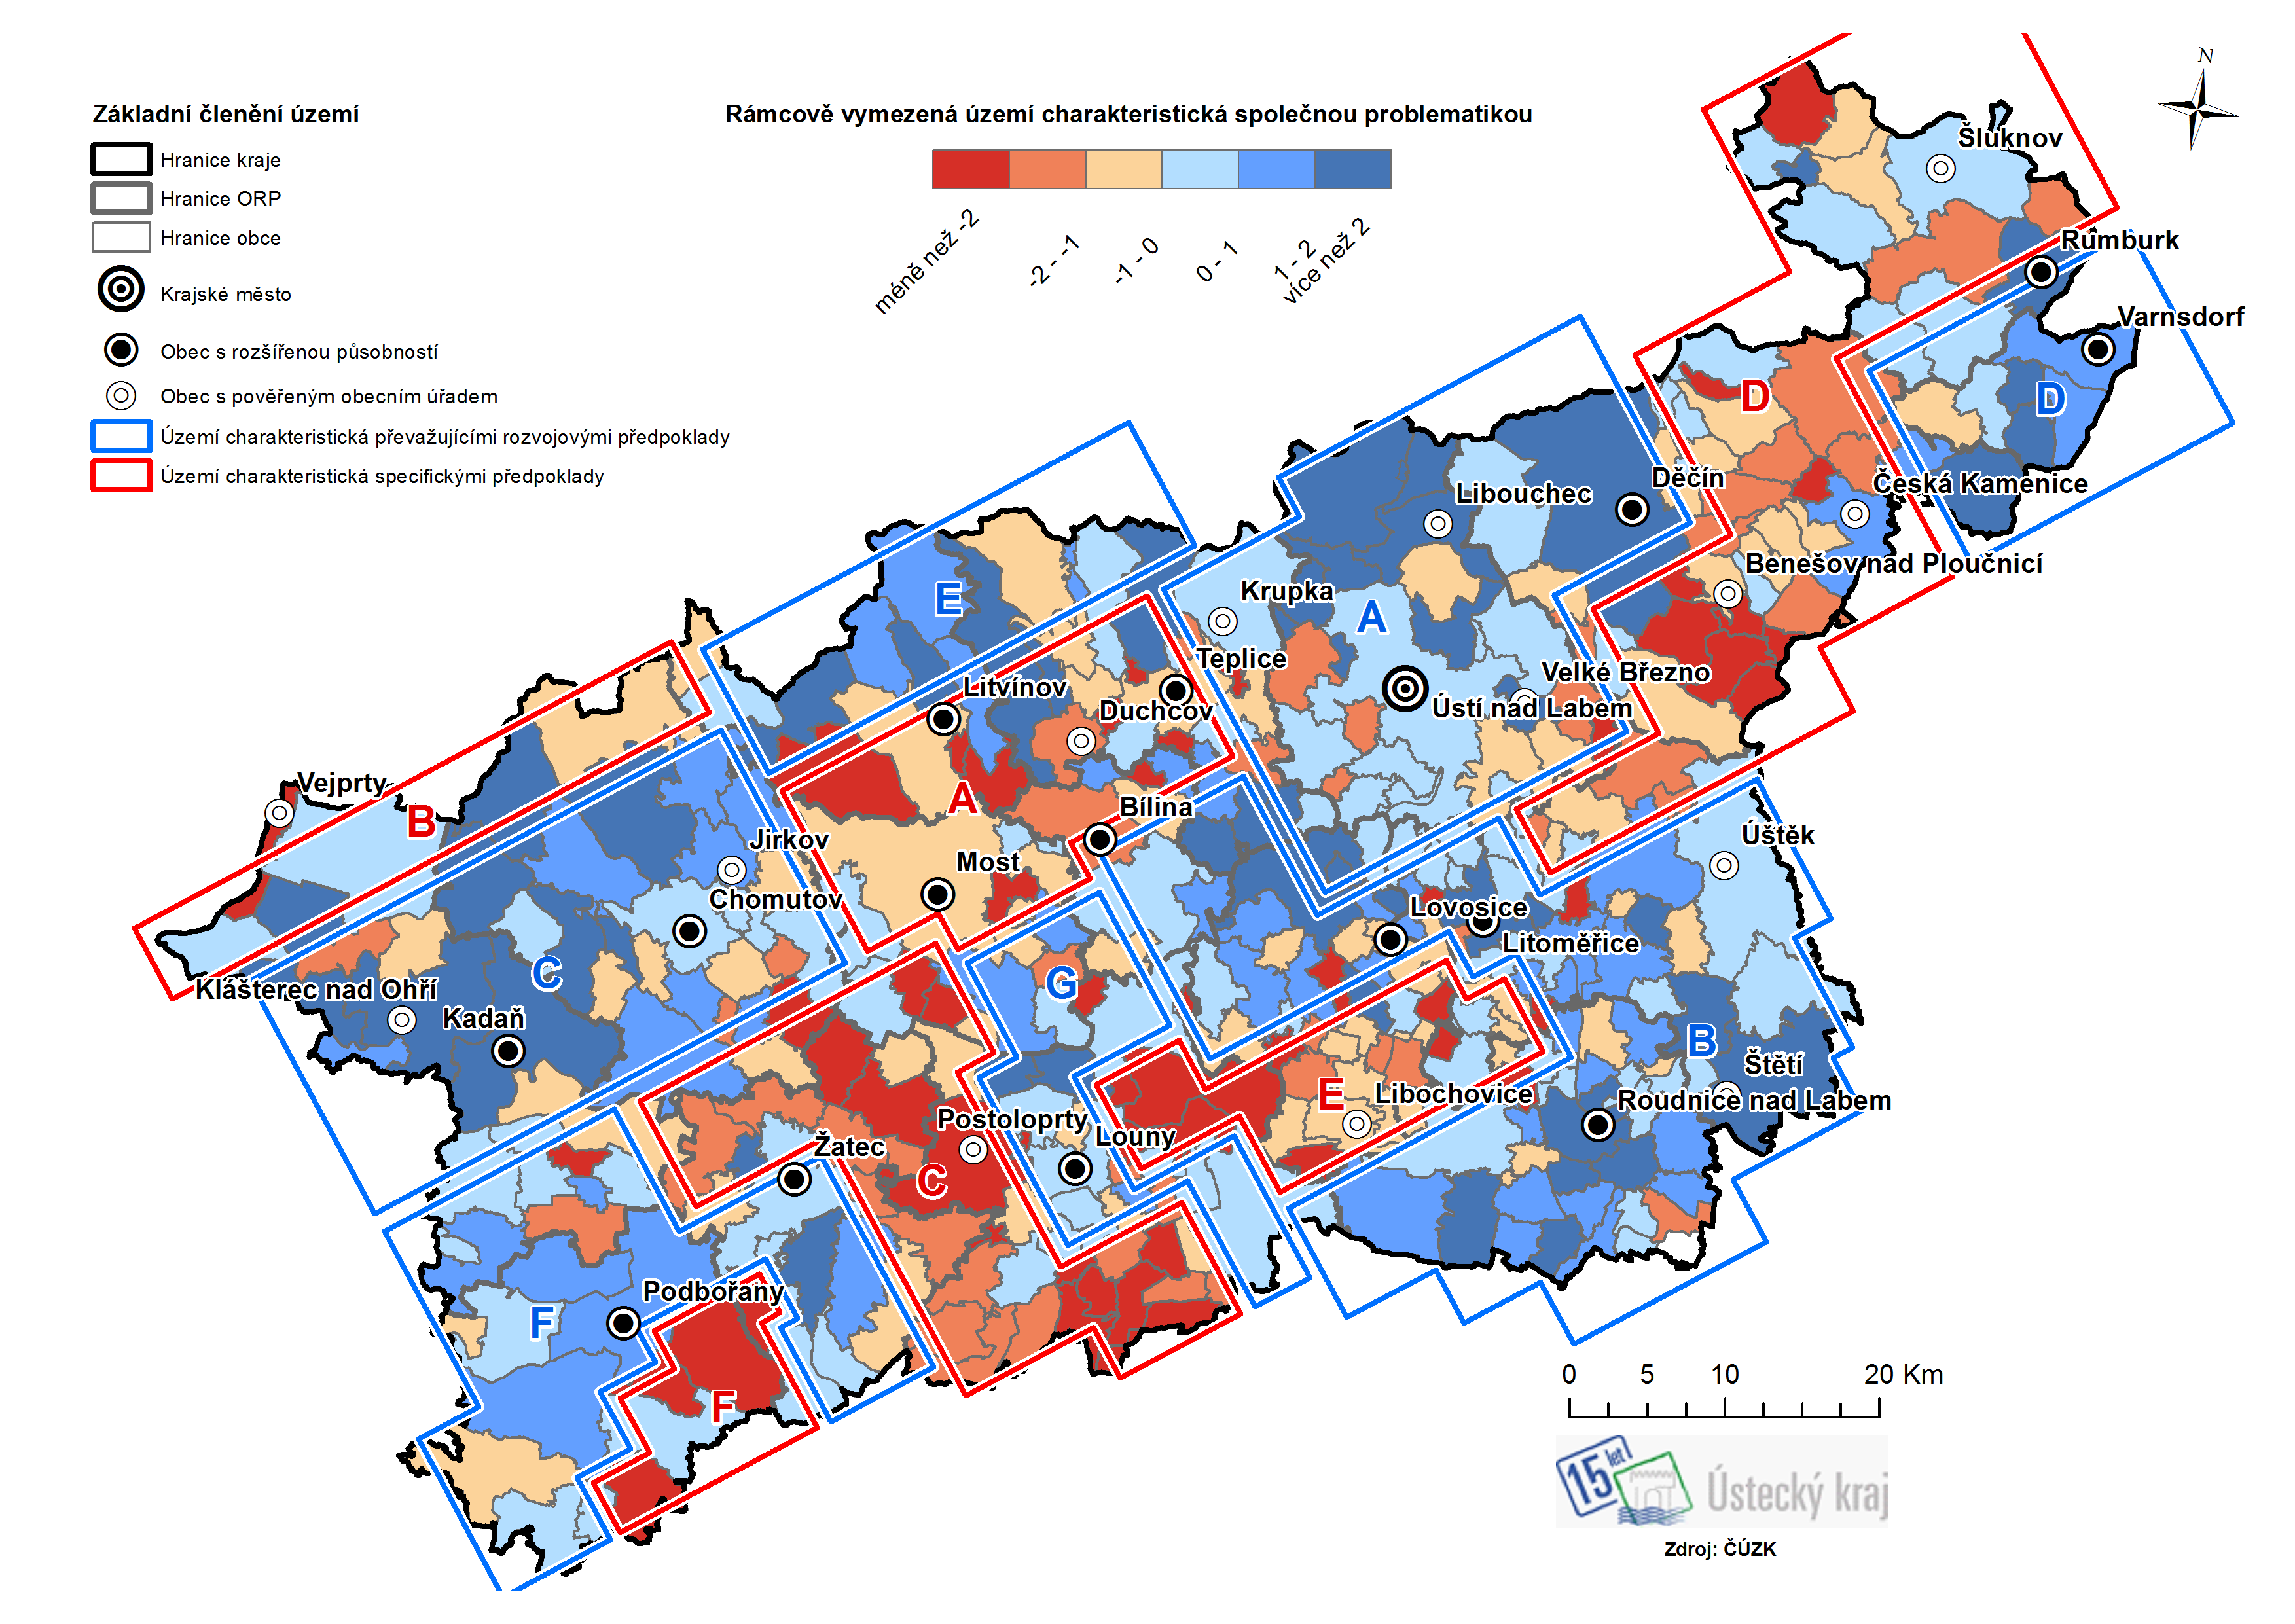 Základní členění území
Hranice kraje
Hranice ORP
Hranice obce
Krajské město
Obec s rozšířenou působností
Obec s pověřeným obecním úřadem
Území charakteristická převažujícími rozvojovými předpoklady
Území charakteristická specifickými předpoklady
Rámcově vymezená území charakteristická společnou problematikou
méně než -2
-2 - -1
-1 - 0
0 - 1
1 - 2
více než 2
N
Šluknov
Rumburk
Varnsdorf
D
D
Děčín
Libouchec
Česká Kamenice
Benešov nad Ploučnicí
E
Krupka
A
Teplice
Velké Březno
Litvínov
Duchcov
Ústí nad Labem
Vejprty
B
A
Bílina
Jirkov
Most
Úštěk
Chomutov
Lovosice
Litoměřice
C
G
Klášterec nad Ohří
Kadaň
B
Štětí
E
Libochovice
Roudnice nad Labem
Postoloprty
Louny
Žatec
C
Podbořany
F
F
0 5 10 20 Km
15 let
Ústecký kraj
Zdroj: ČÚZK